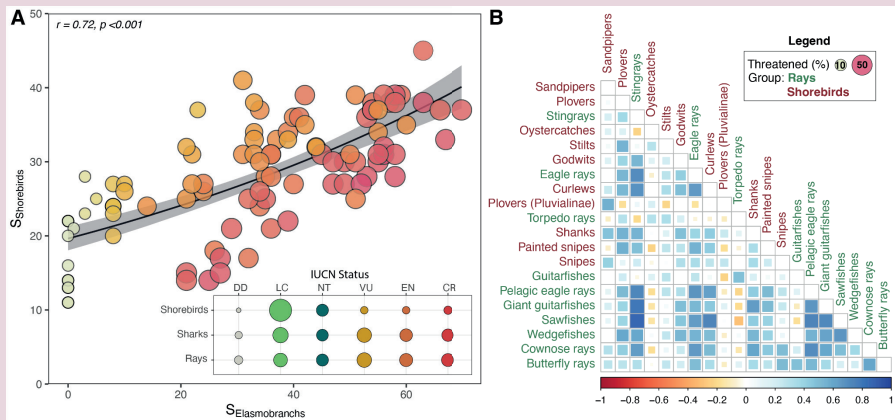 A
r = 0.72, p <0.001
50
40
30
20
10
0
S_Shorebirds
IUCN Status
DD LC NT VU EN CR
Shorebirds
Sharks
Rays
0 20 40 60
S_Elasmobranchs
B
Legend
Threatened (%) 10 50
Group: Rays
Shorebirds
Sandpipers
Plovers
Stingrays
Oystercatches
Stilts
Godwits
Eagle rays
Curlews
Plovers (Pluvialinae)
Torpedo rays
Shanks
Painted snipes
Snipes
Guitarfishes
Pelagic eagle rays
Giant guitarfishes
Sawfishes
Wedgefishes
Cownose rays
Butterfly rays
Sandpipers
Plovers
Stingrays
Oystercatches
Stilts
Godwits
Eagle rays
Curlews
Plovers (Pluvialinae)
Torpedo rays
Shanks
Painted snipes
Snipes
Guitarfishes
Pelagic eagle rays
Giant guitarfishes
Sawfishes
Wedgefishes
Cownose rays
Butterfly rays
−1 −0.8 −0.6 −0.4 −0.2 0 0.2 0.4 0.6 0.8 1